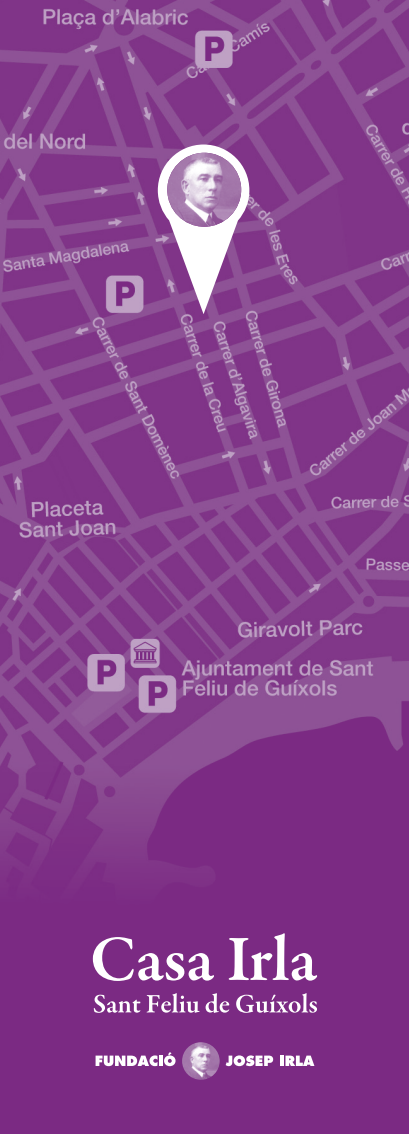 Plaça d'Alabric
P
del Nord
Santa Magdalena
P
Carrer de Sant Domènec
Carrer de la Creu
Carrer d'Algavira
Carrer de Girona
de les Eres
Carrer de Joan M
Placeta
Sant Joan
Carrer de S
Passe
Giravolt Parc
P
P
Ajuntament de Sant
Feliu de Guíxols
Casa Irla
Sant Feliu de Guíxols
FUNDACIÓ JOSEP IRLA